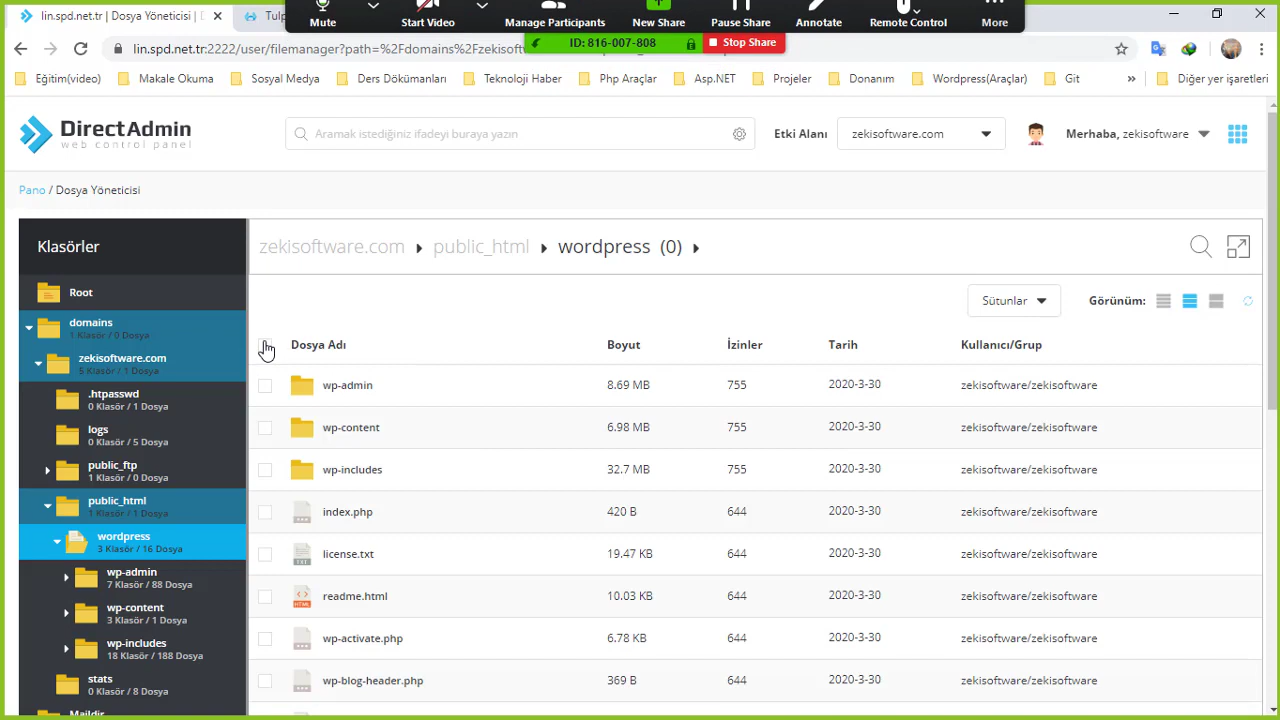 Mute
Start Video
Manage Participants
New Share
Pause Share
Annotate
Remote Control
More
ID: 816-007-808
Stop Share
lin.spd.net.tr | Dosya Yöneticisi | D
Tulp
lin.spd.net.tr:2222/user/filemanager?path=%2Fdomains%2Fzekisoftw
Eğitim(video)
Makale Okuma
Sosyal Medya
Ders Dökümanları
Teknoloji Haber
Php Araçlar
Asp.NET
Projeler
Donanım
Wordpress(Araçlar)
Git
»
Diğer yer işaretleri
DirectAdmin
web control panel
Aramak istediğiniz ifadeyi buraya yazın
Etki Alanı
zekisoftware.com
Merhaba, zekisoftware
Pano / Dosya Yöneticisi
Klasörler
Root
domains
1 Klasör / 0 Dosya
zekisoftware.com
5 Klasör / 1 Dosya
.htpasswd
0 Klasör / 1 Dosya
logs
0 Klasör / 5 Dosya
public_ftp
1 Klasör / 0 Dosya
public_html
1 Klasör / 1 Dosya
wordpress
3 Klasör / 16 Dosya
wp-admin
7 Klasör / 88 Dosya
wp-content
3 Klasör / 1 Dosya
wp-includes
18 Klasör / 188 Dosya
stats
0 Klasör / 8 Dosya
Maildir
zekisoftware.com public_html wordpress (0)
Sütunlar
Görünüm:
Dosya Adı Boyut İzinler Tarih Kullanıcı/Grup
wp-admin 8.69 MB 755 2020-3-30 zekisoftware/zekisoftware
wp-content 6.98 MB 755 2020-3-30 zekisoftware/zekisoftware
wp-includes 32.7 MB 755 2020-3-30 zekisoftware/zekisoftware
index.php 420 B 644 2020-3-30 zekisoftware/zekisoftware
license.txt 19.47 KB 644 2020-3-30 zekisoftware/zekisoftware
readme.html 10.03 KB 644 2020-3-30 zekisoftware/zekisoftware
wp-activate.php 6.78 KB 644 2020-3-30 zekisoftware/zekisoftware
wp-blog-header.php 369 B 644 2020-3-30 zekisoftware/zekisoftware